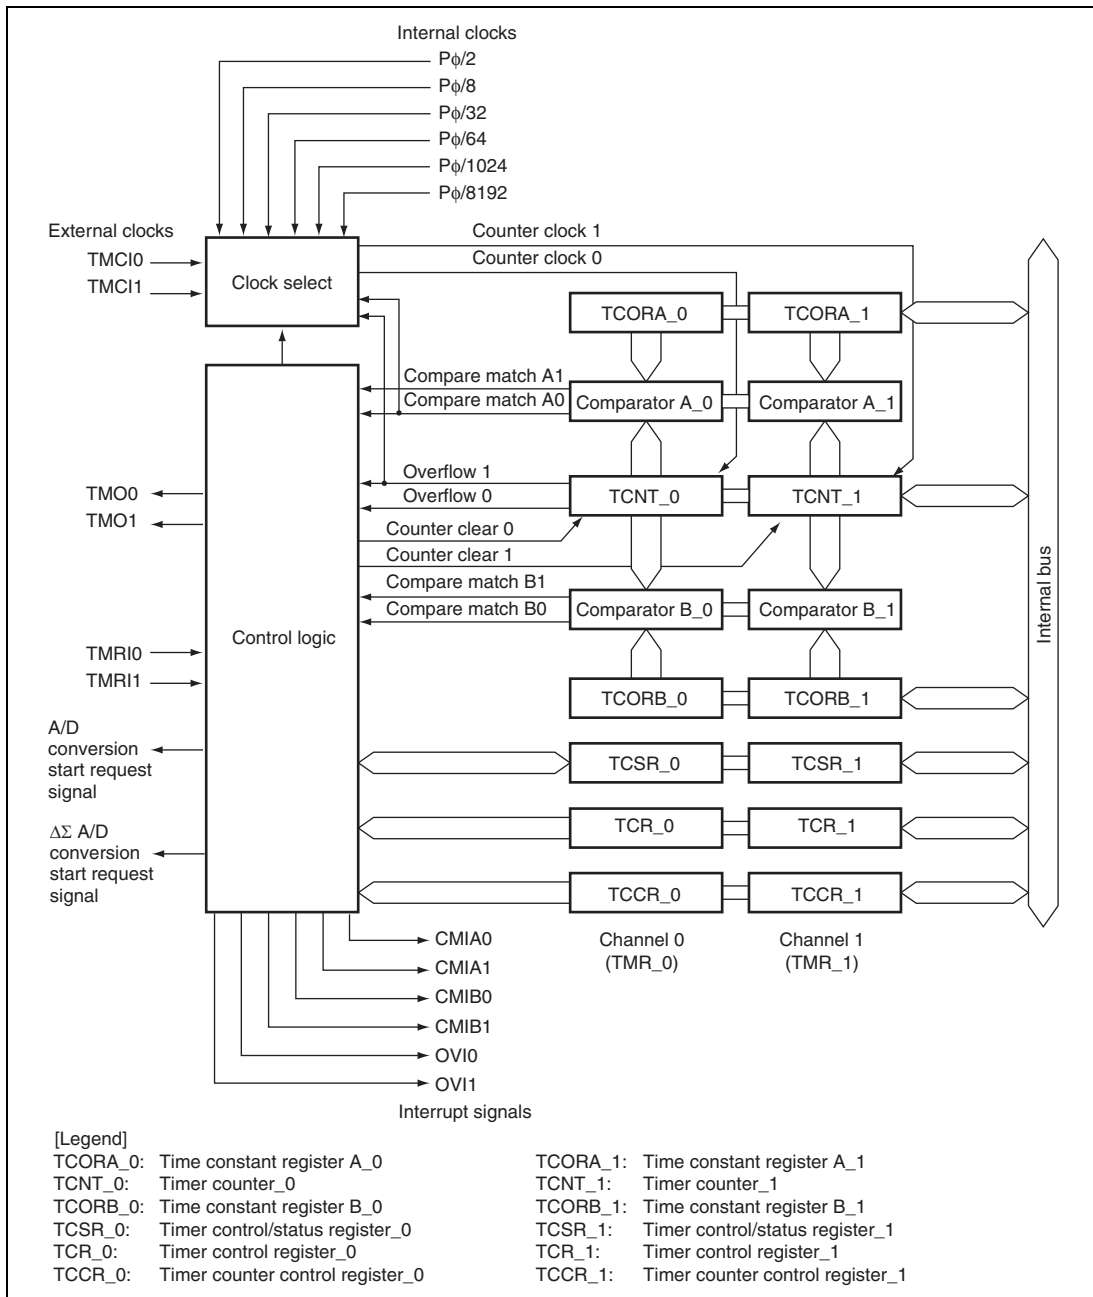 Internal clocks
Pϕ/2
Pϕ/8
Pϕ/32
Pϕ/64
Pϕ/1024
Pϕ/8192
External clocks
TMCI0
TMCI1
Clock select
Counter clock 1
Counter clock 0
TCORA_0
TCORA_1
Compare match A1
Compare match A0
Comparator A_0
Comparator A_1
Overflow 1
Overflow 0
TCNT_0
TCNT_1
Counter clear 0
Counter clear 1
TMO0
TMO1
Compare match B1
Compare match B0
Comparator B_0
Comparator B_1
Control logic
Internal bus
TMRI0
TMRI1
TCORB_0
TCORB_1
A/D
conversion
start request
signal
TCSR_0
TCSR_1
ΔΣ A/D
conversion
start request
signal
TCR_0
TCR_1
TCCR_0
TCCR_1
Channel 0
(TMR_0)
Channel 1
(TMR_1)
CMIA0
CMIA1
CMIB0
CMIB1
OVI0
OVI1
Interrupt signals
[Legend]
TCORA_0: Time constant register A_0
TCNT_0: Timer counter_0
TCORB_0: Time constant register B_0
TCSR_0: Timer control/status register_0
TCR_0: Timer control register_0
TCCR_0: Timer counter control register_0
TCORA_1: Time constant register A_1
TCNT_1: Timer counter_1
TCORB_1: Time constant register B_1
TCSR_1: Timer control/status register_1
TCR_1: Timer control register_1
TCCR_1: Timer counter control register_1